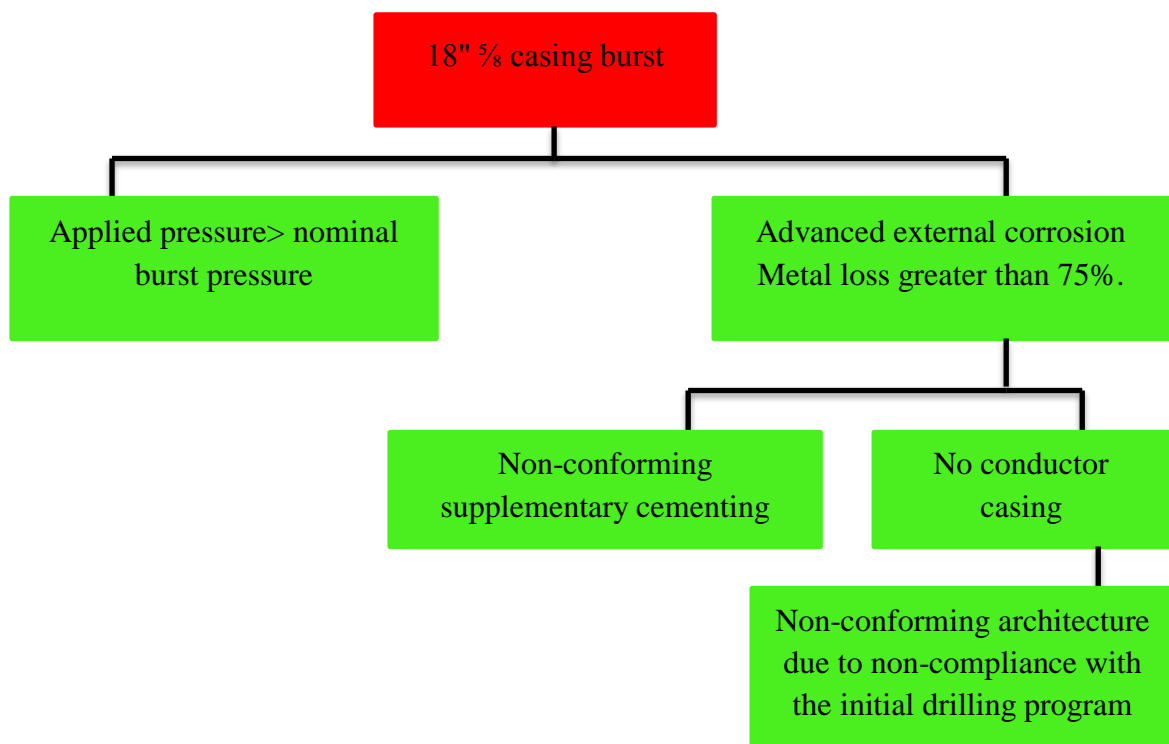 18" ⅝ casing burst
Applied pressure> nominal
burst pressure
Advanced external corrosion
Metal loss greater than 75%.
Non-conforming
supplementary cementing
No conductor
casing
Non-conforming architecture
due to non-compliance with
the initial drilling program